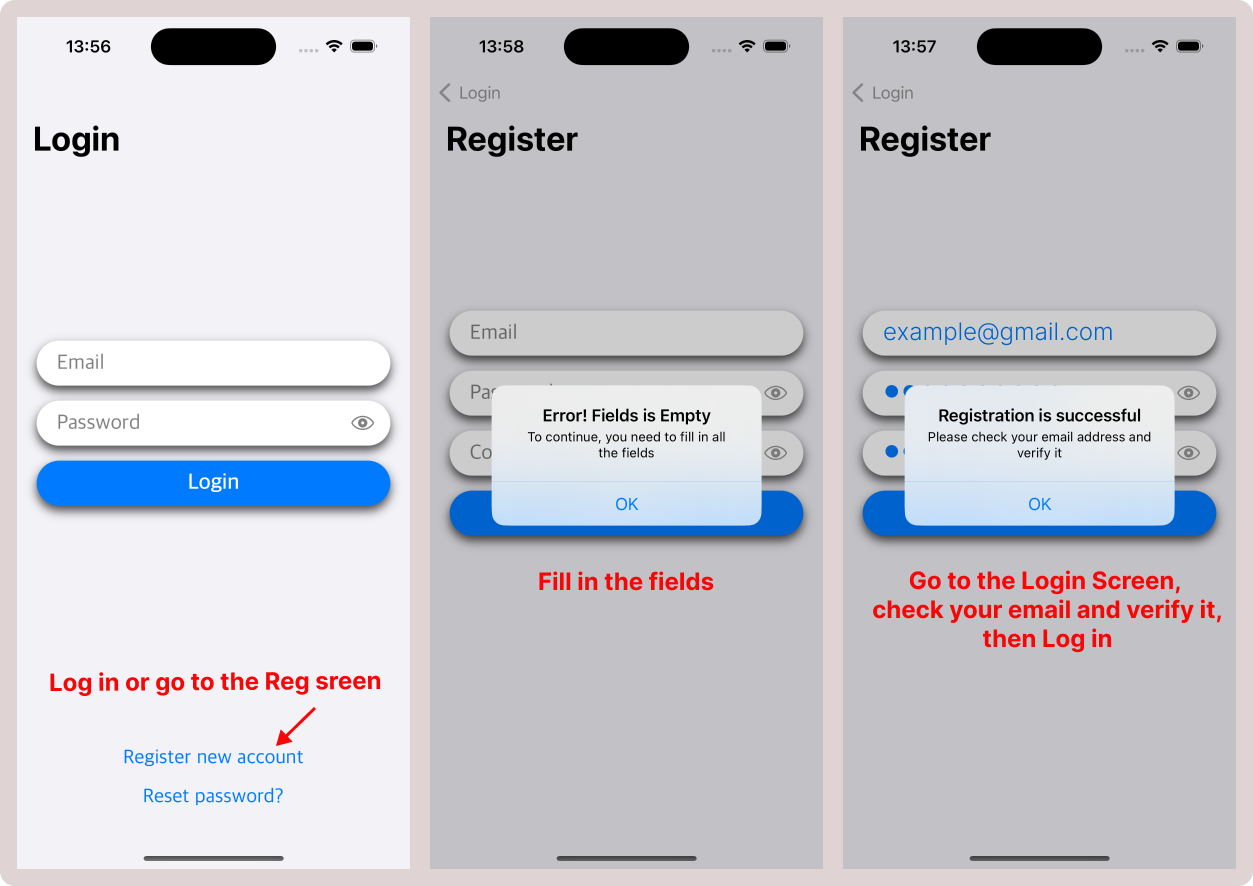 13:56
Login
Email
Password
Login
Log in or go to the Reg sreen
Register new account
Reset password?
13:58
Login
Register
Email
Error! Fields is Empty
To continue, you need to fill in all
the fields
OK
Fill in the fields
13:57
Login
Register
example@gmail.com
Registration is successful
Please check your email address and
verify it
OK
Go to the Login Screen,
check your email and verify it,
then Log in